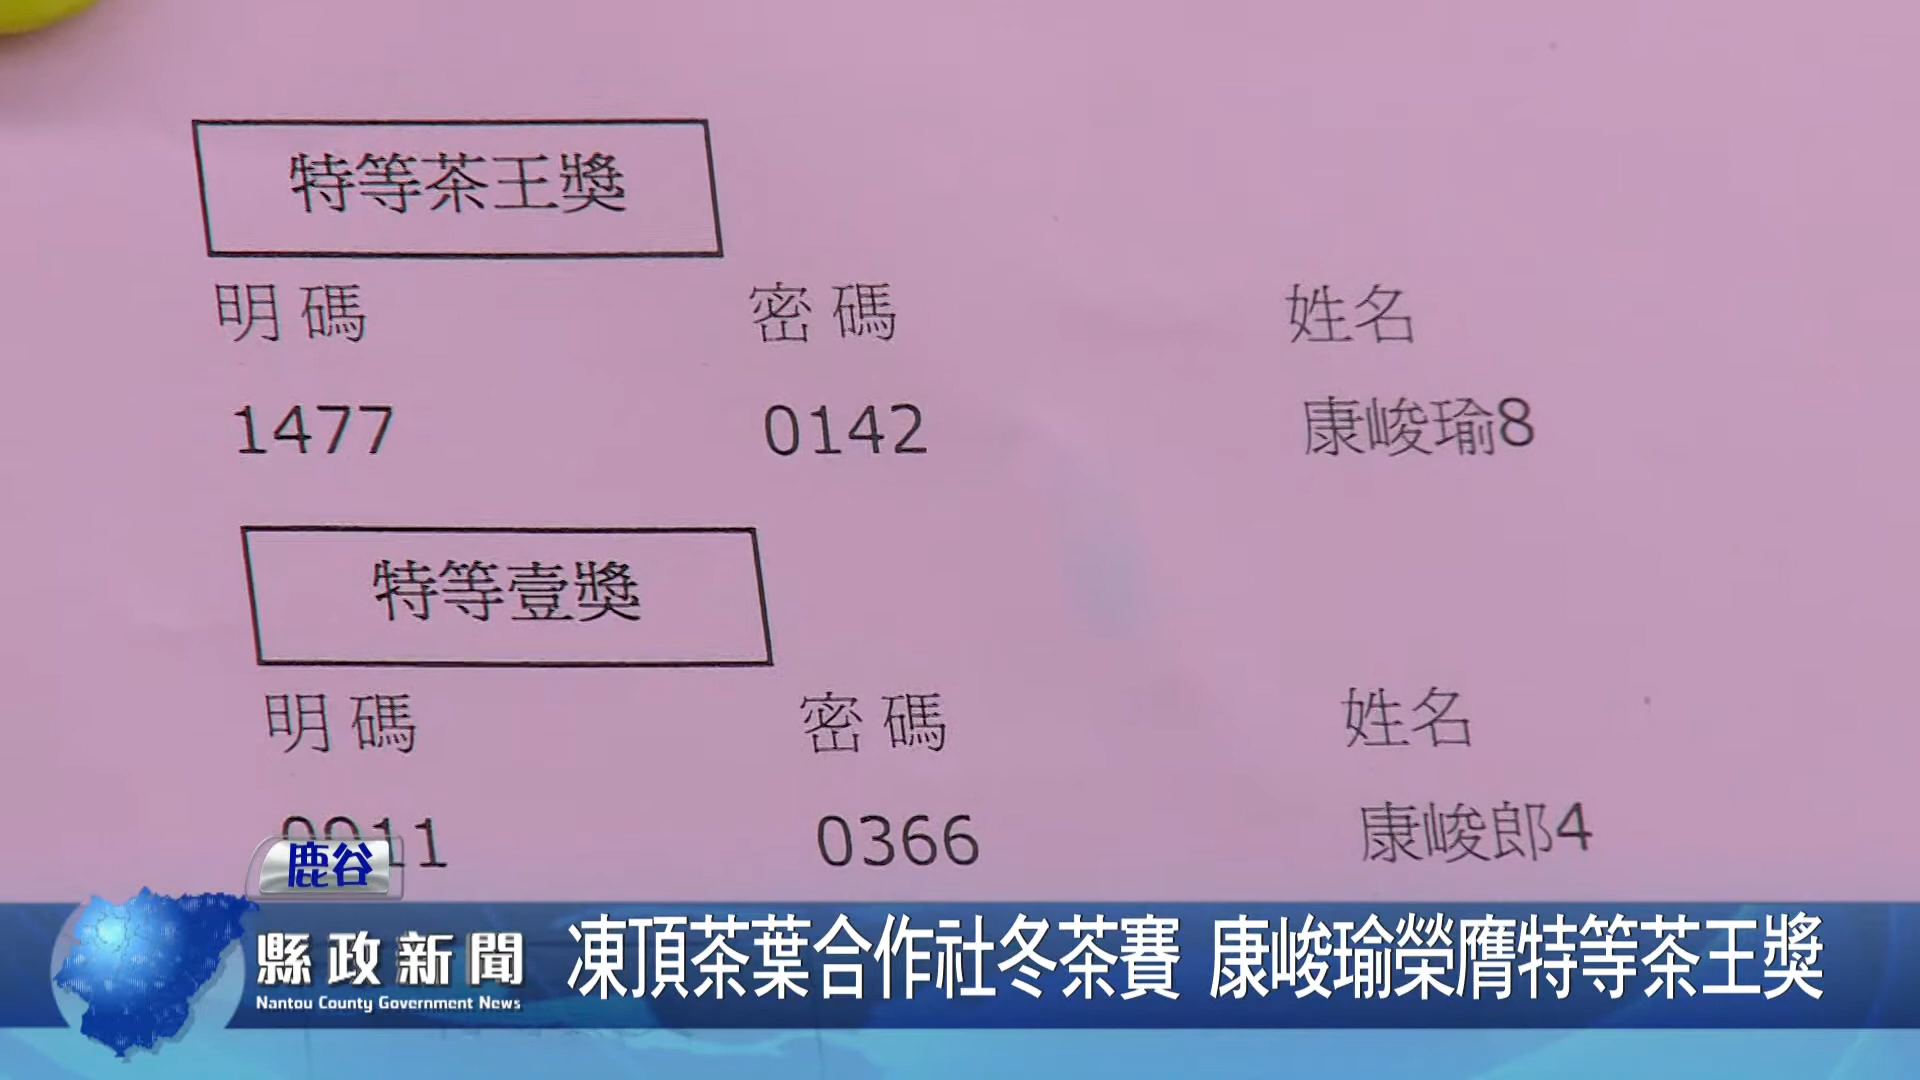 特等茶王獎
明碼 密碼 姓名
1477 0142 康峻瑜8
特等壹獎
明碼 密碼 姓名
0366 康峻郎4
鹿谷
縣政新聞
Nantou County Government News
凍頂茶葉合作社冬茶賽 康峻瑜榮膺特等茶王獎